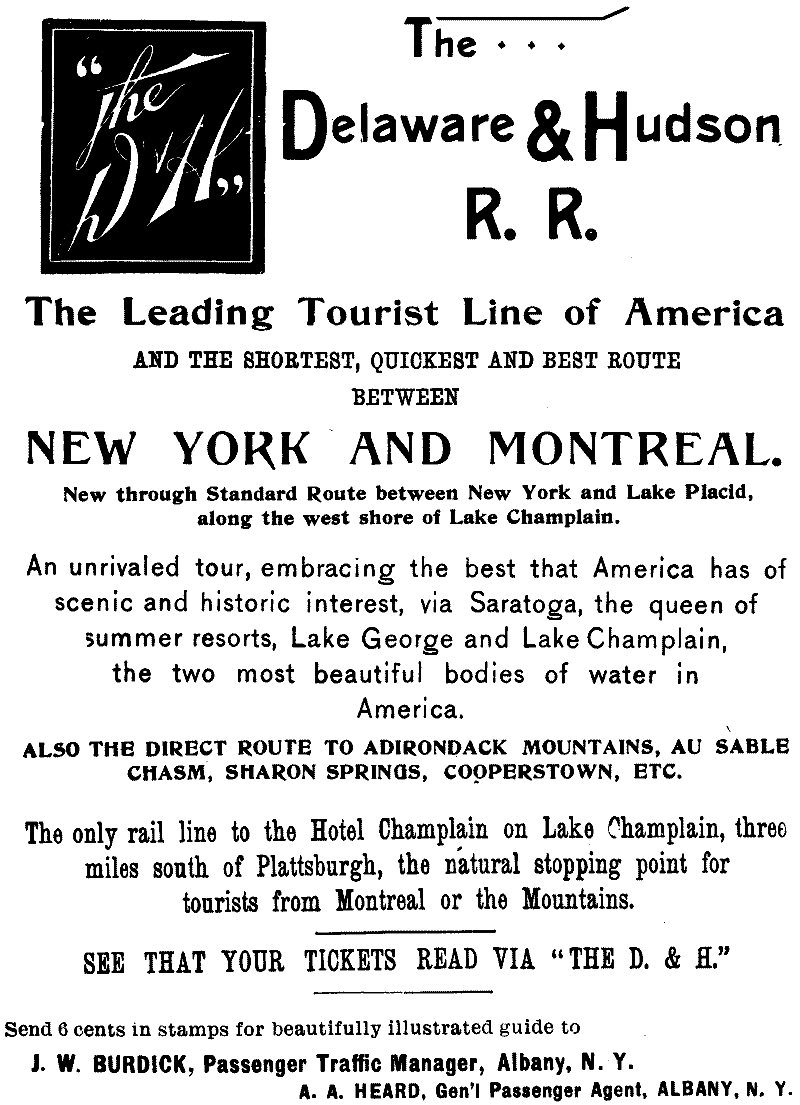 "The
D & H"
The . . .
Delaware & Hudson
R. R.
The Leading Tourist Line of America
AND THE SHORTEST, QUICKEST AND BEST ROUTE
BETWEEN
NEW YORK AND MONTREAL.
New through Standard Route between New York and Lake Placid,
along the west shore of Lake Champlain.
An unrivaled tour, embracing the best that America has of
scenic and historic interest, via Saratoga, the queen of
summer resorts, Lake George and Lake Champlain,
the two most beautiful bodies of water in
America.
ALSO THE DIRECT ROUTE TO ADIRONDACK MOUNTAINS, AU SABLE
CHASM, SHARON SPRINGS, COOPERSTOWN, ETC.
The only rail line to the Hotel Champlain on Lake Champlain, three
miles south of Plattsburgh, the natural stopping point for
tourists from Montreal or the Mountains.
SEE THAT YOUR TICKETS READ VIA "THE D. & H."
Send 6 cents in stamps for beautifully illustrated guide to
J. W. BURDICK, Passenger Traffic Manager, Albany, N. Y.
A. A. HEARD, Gen'l Passenger Agent, ALBANY, N. Y.